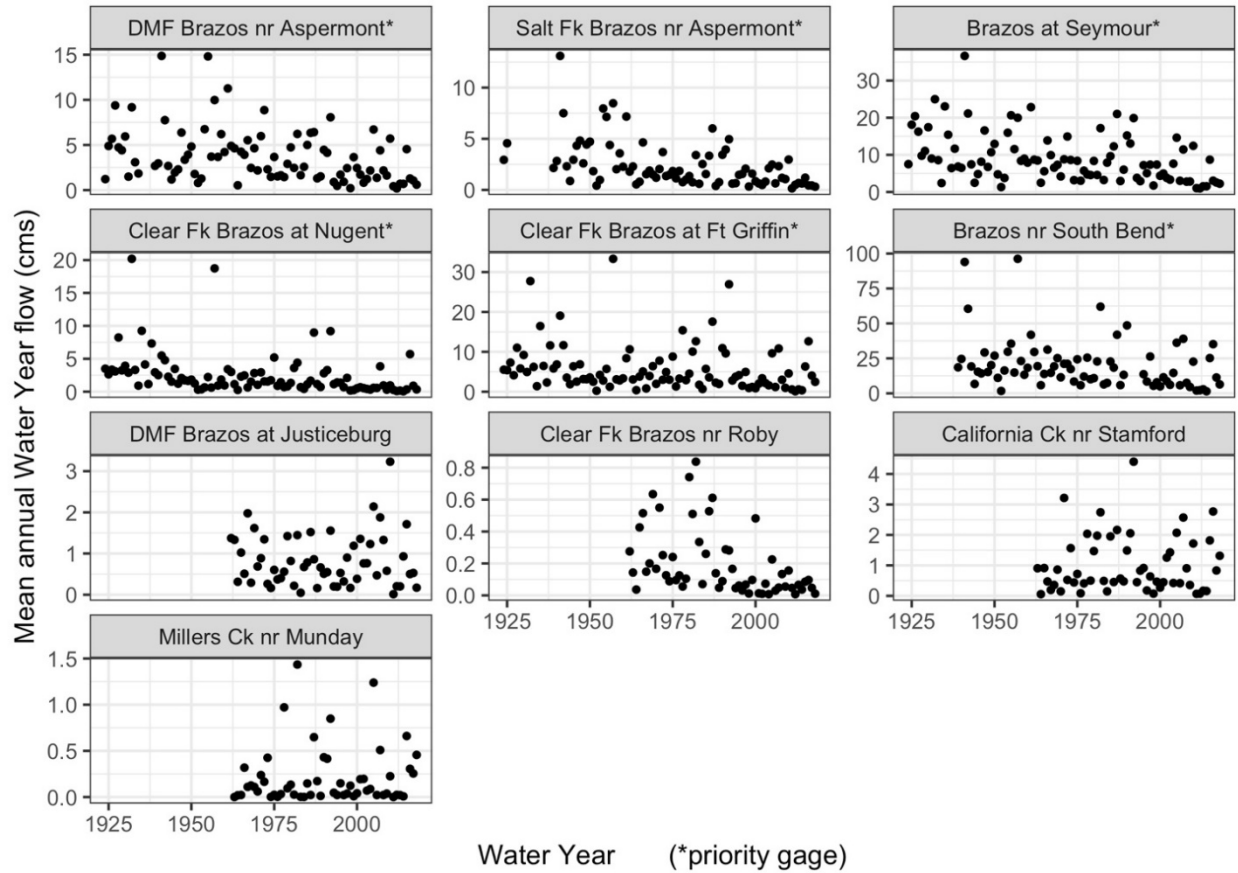 DMF Brazos nr Aspermont*
Salt Fk Brazos nr Aspermont*
Brazos at Seymour*
15
10
5
0
10
5
0
30
20
10
0
Clear Fk Brazos at Nugent*
Clear Fk Brazos at Ft Griffin*
Brazos nr South Bend*
20
15
10
5
0
30
20
10
0
100
75
50
25
0
DMF Brazos at Justiceburg
Clear Fk Brazos nr Roby
California Ck nr Stamford
3
2
1
0
0.8
0.6
0.4
0.2
0.0
4
3
2
1
0
1925 1950 1975 2000
1925 1950 1975 2000
Millers Ck nr Munday
1.5
1.0
0.5
0.0
1925 1950 1975 2000
Mean annual Water Year flow (cms)
Water Year (*priority gage)